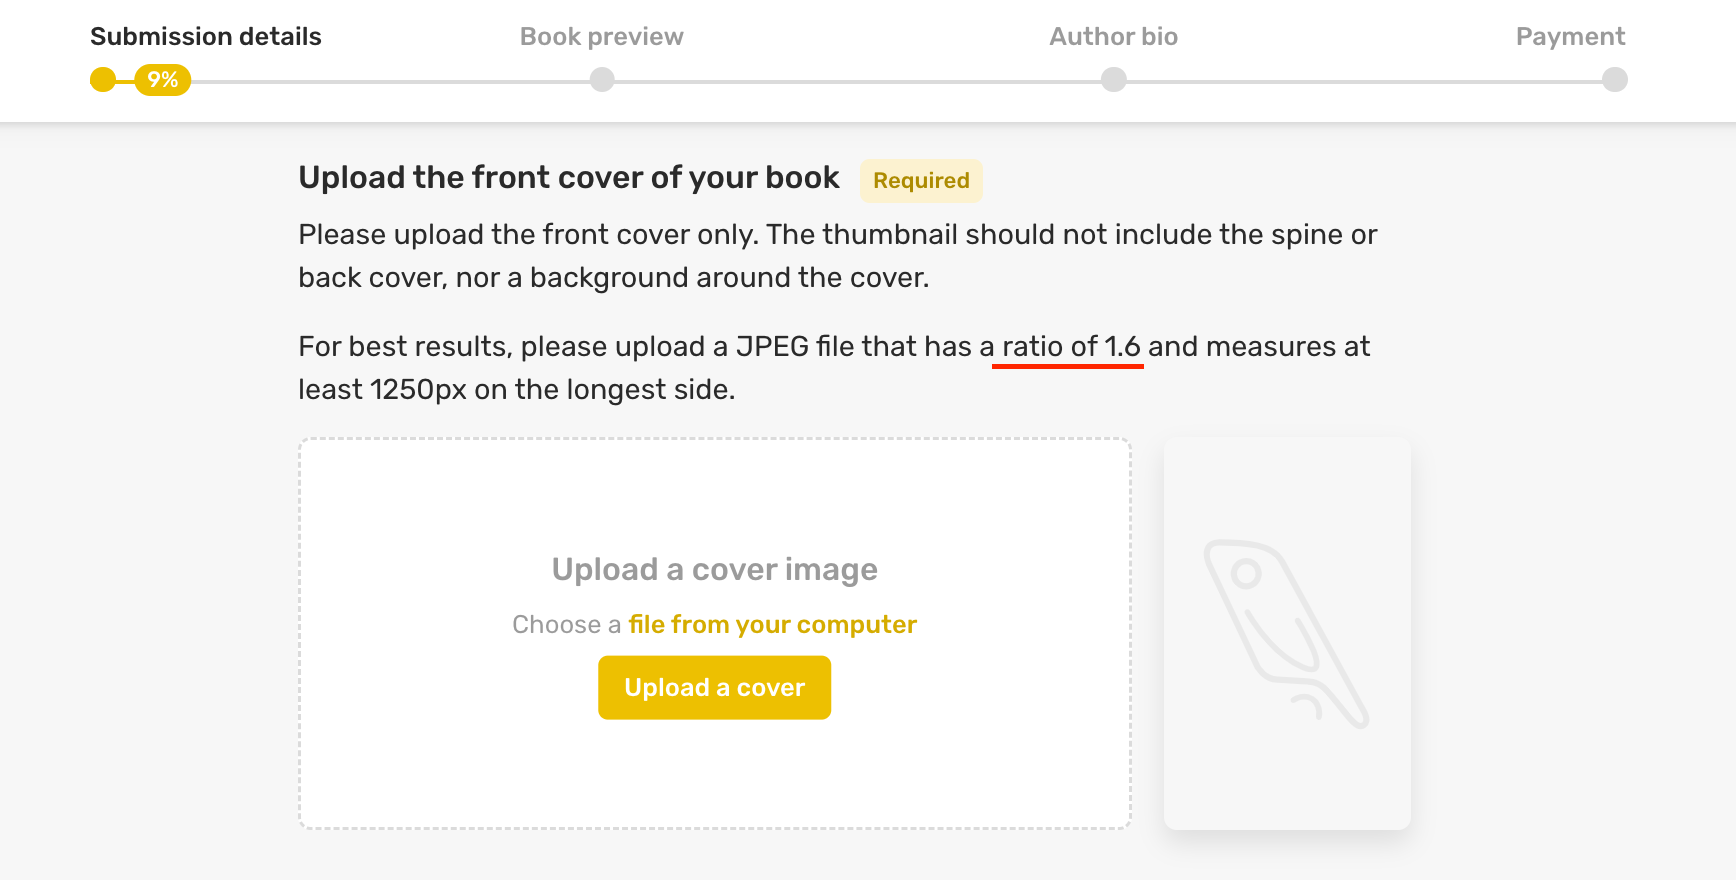 Submission details
Book preview
Author bio
Payment
9%
Upload the front cover of your book
Required
Please upload the front cover only. The thumbnail should not include the spine or
back cover, nor a background around the cover.
For best results, please upload a JPEG file that has a ratio of 1.6 and measures at
least 1250px on the longest side.
Upload a cover image
Choose a file from your computer
Upload a cover